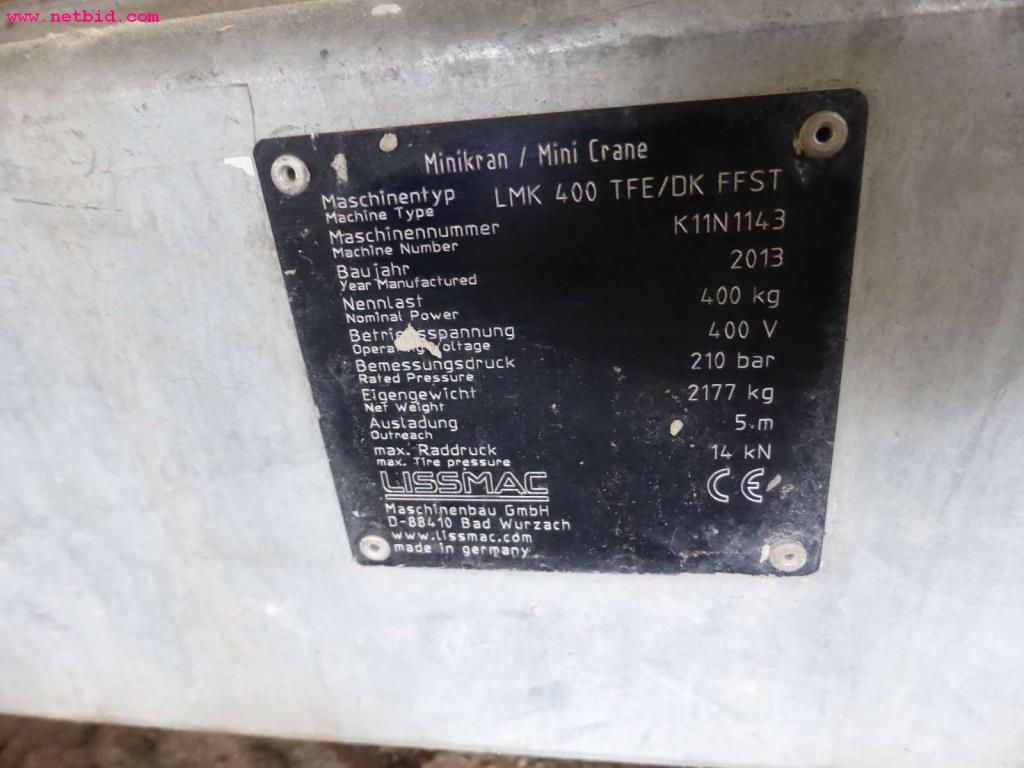 www.netbid.com
Minikran / Mini Crane
Maschinentyp LMK 400 TFE/DK FFST
Machine Type
Maschinennummer K11N1143
Machine Number
Baujahr 2013
Year Manufactured
Nennlast 400 kg
Nominal Power
Betriebsspannung 400 V
Operating Voltage
Bemessungsdruck 210 bar
Rated Pressure
Eigengewicht 2177 kg
Net Weight
Ausladung 5 m
Outreach
max. Raddruck 14 kN
max. Tire pressure
LISSMAC CE
Maschinenbau GmbH
D-88410 Bad Wurzach
www.lissmac.com
made in germany